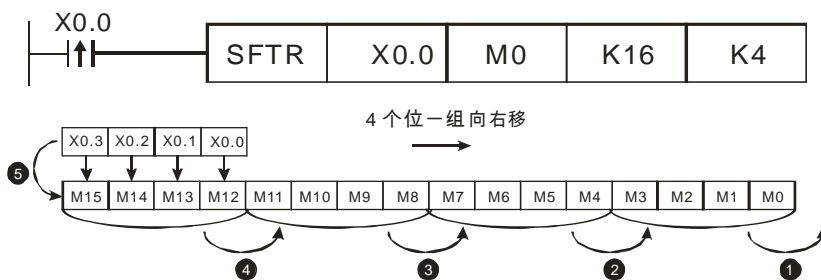 X0.0
SFTR X0.0 M0 K16 K4
4个位一组向右移
X0.3 X0.2 X0.1 X0.0
5
M15 M14 M13 M12 M11 M10 M9 M8 M7 M6 M5 M4 M3 M2 M1 M0
4 3 2 1